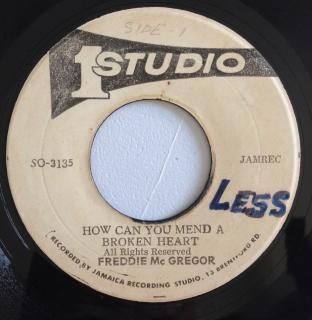 SIDE-1
1 STUDIO
SO-3135
JAMREC
LESS
HOW CAN YOU MEND A
BROKEN HEART
All Rights Reserved
FREDDIE Mc GREGOR
RECORDED BY JAMAICA RECORDING STUDIO, 13 BRENTFORD RD.